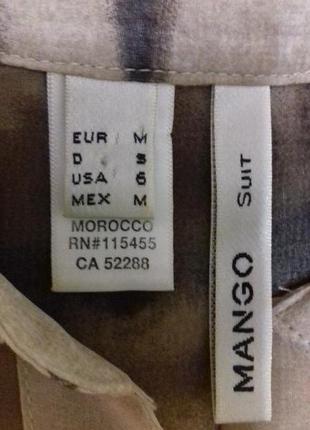 EUR M
D S
USA 6
MEX M
MOROCCO
RN#115455
CA 52288
MANGO SUIT